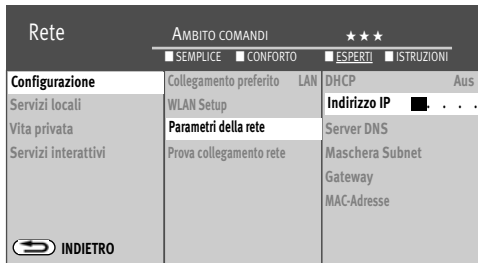 Rete
AMBITO COMANDI ★★★
SEMPLICE CONFORTO ESPERTI ISTRUZIONI
Configurazione
Servizi locali
Vita privata
Servizi interattivi
Collegamento preferito LAN
WLAN Setup
Parametri della rete
Prova collegamento rete
DHCP Aus
Indirizzo IP . . . .
Server DNS
Maschera Subnet
Gateway
MAC-Adresse
INDIETRO